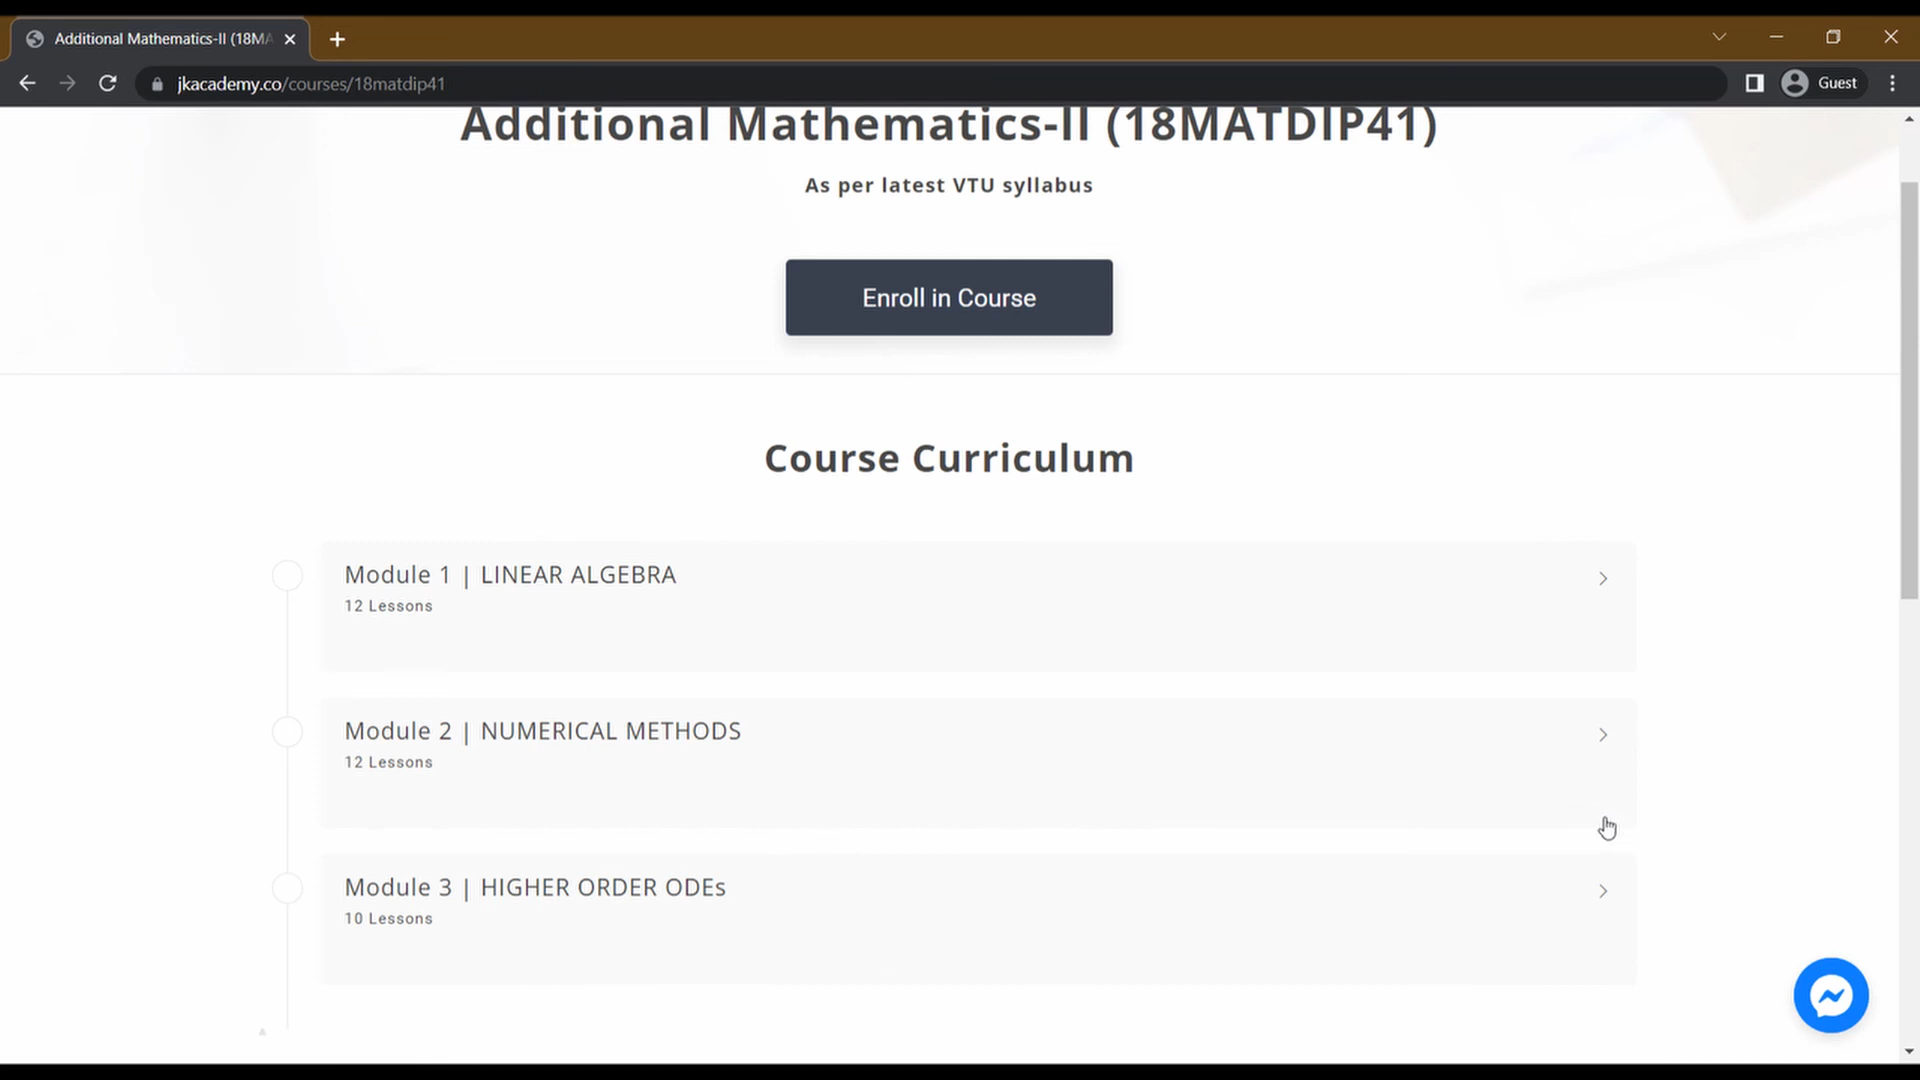 Additional Mathematics-II (18MA
jkacademy.co/courses/18matdip41
Guest
Additional Mathematics-II (18MATDIP41)
As per latest VTU syllabus
Enroll in Course
Course Curriculum
Module 1 | LINEAR ALGEBRA
12 Lessons
Module 2 | NUMERICAL METHODS
12 Lessons
Module 3 | HIGHER ORDER ODEs
10 Lessons